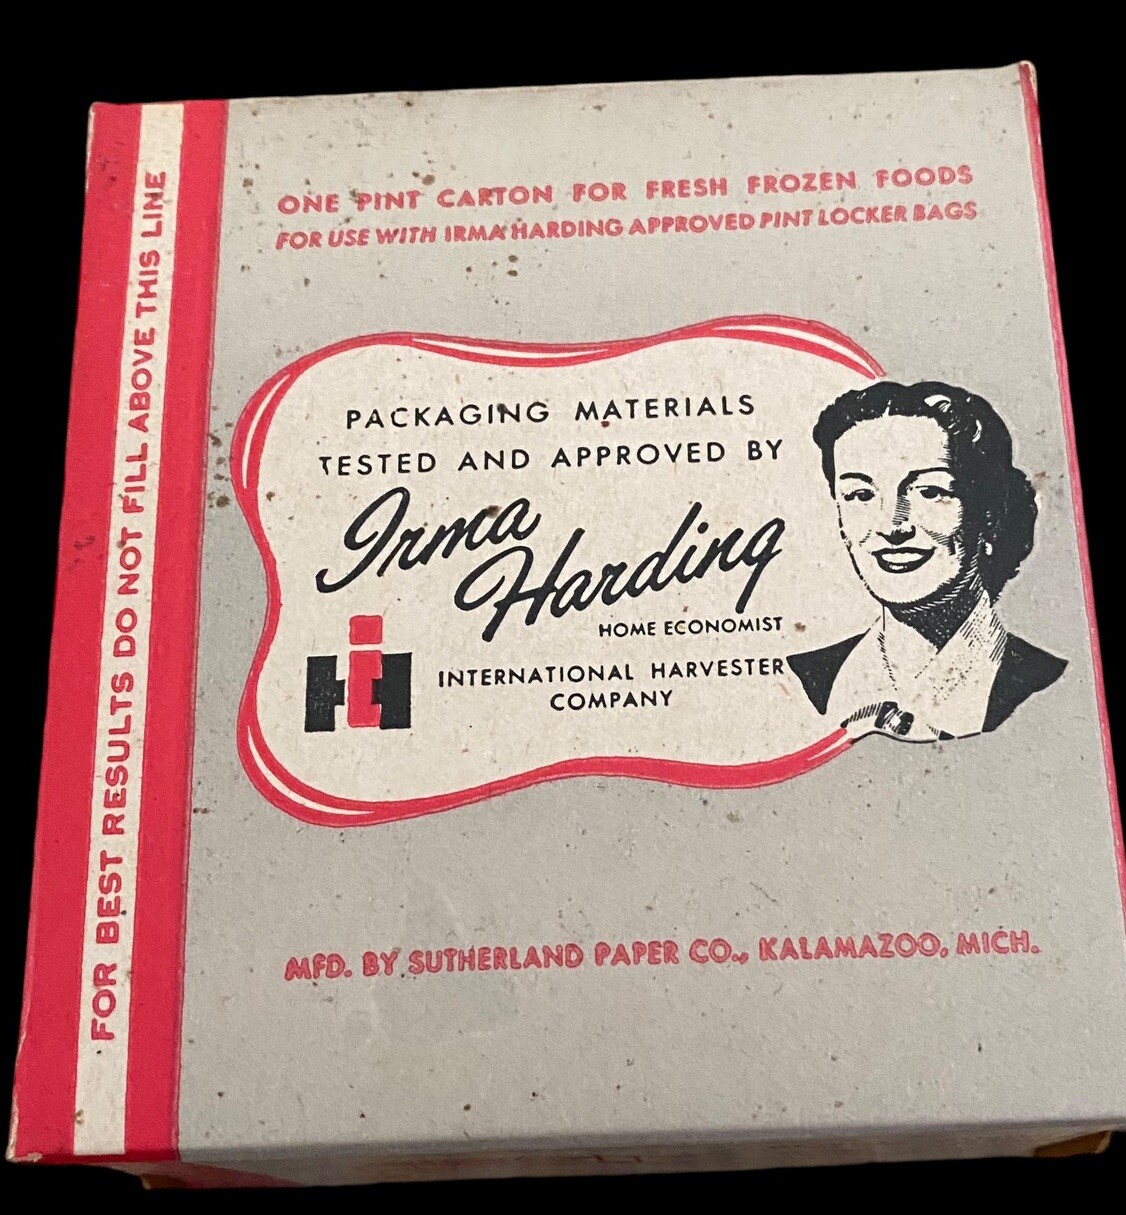 FOR BEST RESULTS DO NOT FILL ABOVE THIS LINE
ONE PINT CARTON FOR FRESH FROZEN FOODS
FOR USE WITH IRMA HARDING APPROVED PINT LOCKER BAGS
PACKAGING MATERIALS
TESTED AND APPROVED BY
Irma
Harding
HOME ECONOMIST
IH
INTERNATIONAL HARVESTER
COMPANY
MFD. BY SUTHERLAND PAPER CO., KALAMAZOO, MICH.